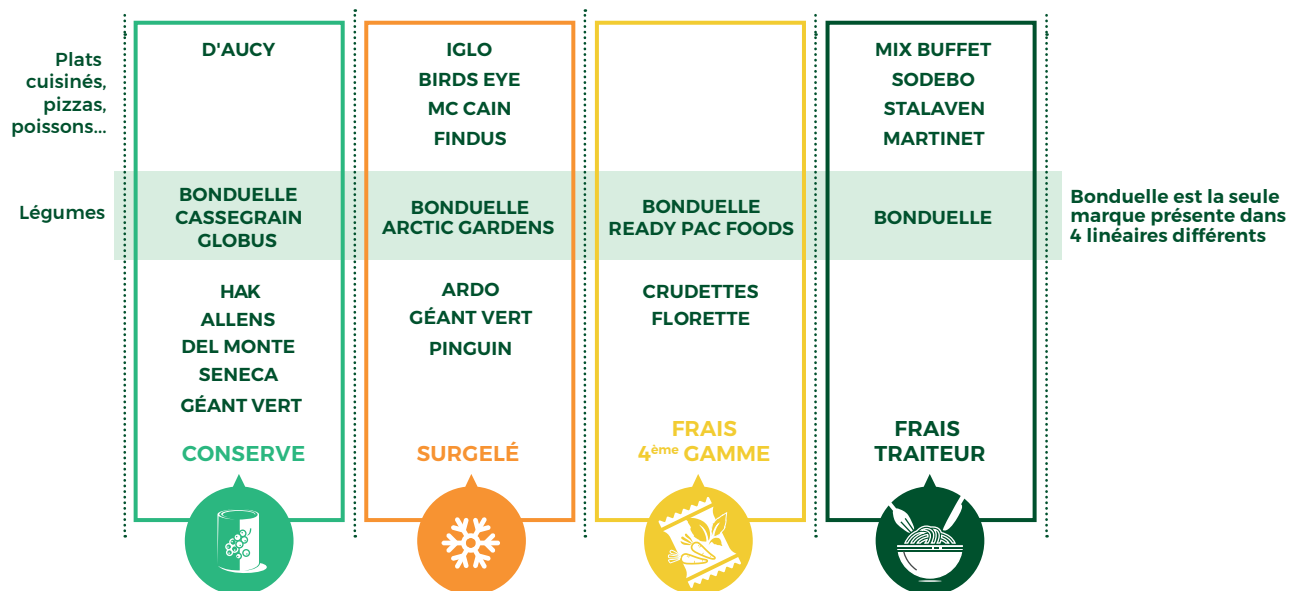 Plats
cuisinés,
pizzas,
poissons...
D'AUCY
IGLO
BIRDS EYE
MC CAIN
FINDUS
MIX BUFFET
SODEBO
STALAVEN
MARTINET
Légumes
BONDUELLE
CASSEGRAIN
GLOBUS
BONDUELLE
ARCTIC GARDENS
BONDUELLE
READY PAC FOODS
BONDUELLE
Bonduelle est la seule
marque présente dans
4 linéaires différents
HAK
ALLENS
DEL MONTE
SENECA
GÉANT VERT
ARDO
GÉANT VERT
PINGUIN
CRUDETTES
FLORETTE
CONSERVE
SURGELÉ
FRAIS
4ème GAMME
FRAIS
TRAITEUR